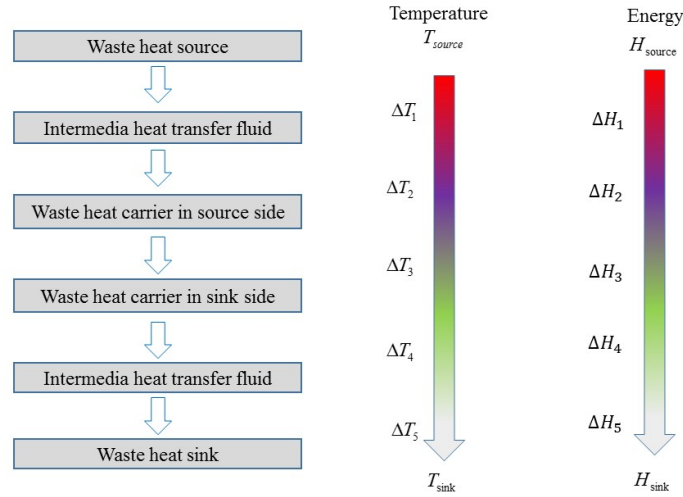 Waste heat source
Intermedia heat transfer fluid
Waste heat carrier in source side
Waste heat carrier in sink side
Intermedia heat transfer fluid
Waste heat sink
Temperature
T_source
ΔT_1
ΔT_2
ΔT_3
ΔT_4
ΔT_5
T_sink
Energy
H_source
ΔH_1
ΔH_2
ΔH_3
ΔH_4
ΔH_5
H_sink